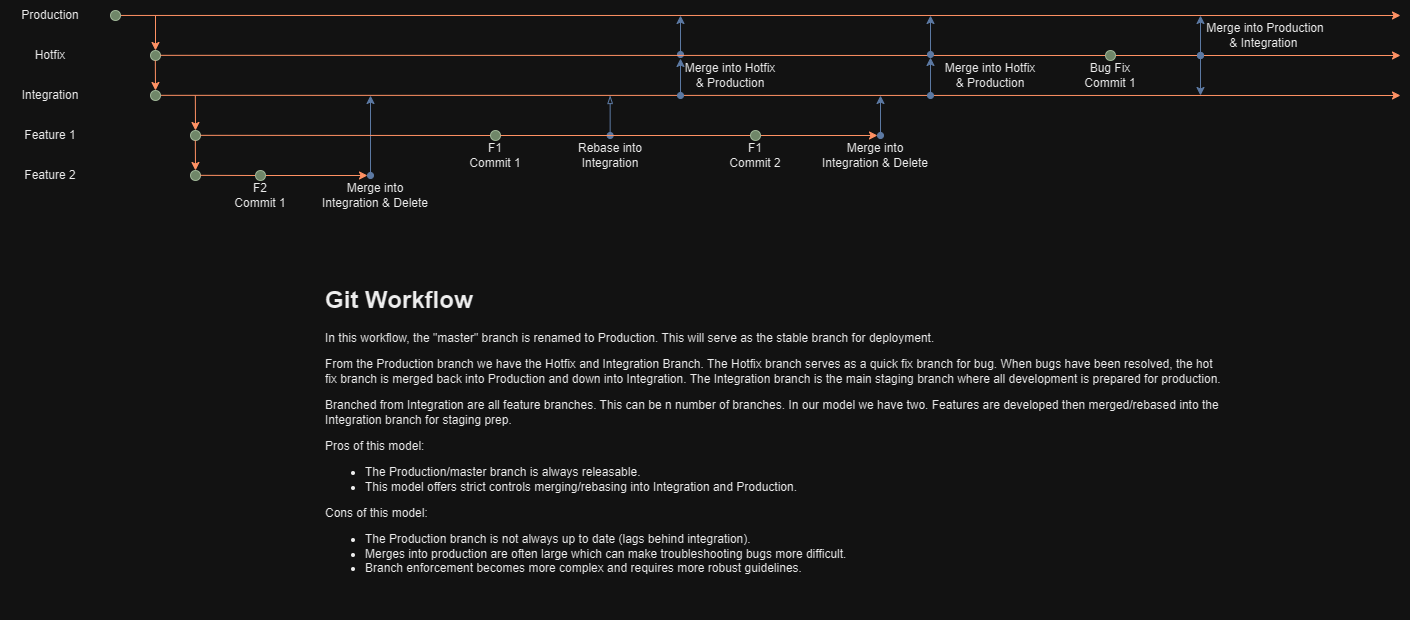 Production
Merge into Production
& Integration
Hotfix
Merge into Hotfix
& Production
Merge into Hotfix
& Production
Bug Fix
Commit 1
Integration
Feature 1
F1
Commit 1
Rebase into
Integration
F1
Commit 2
Merge into
Integration & Delete
Feature 2
F2
Commit 1
Merge into
Integration & Delete
Git Workflow
In this workflow, the "master" branch is renamed to Production. This will serve as the stable branch for deployment.
From the Production branch we have the Hotfix and Integration Branch. The Hotfix branch serves as a quick fix branch for bug. When bugs have been resolved, the hot
fix branch is merged back into Production and down into Integration. The Integration branch is the main staging branch where all development is prepared for production.
Branched from Integration are all feature branches. This can be n number of branches. In our model we have two. Features are developed then merged/rebased into the
Integration branch for staging prep.
Pros of this model:
• The Production/master branch is always releasable.
• This model offers strict controls merging/rebasing into Integration and Production.
Cons of this model:
• The Production branch is not always up to date (lags behind integration).
• Merges into production are often large which can make troubleshooting bugs more difficult.
• Branch enforcement becomes more complex and requires more robust guidelines.